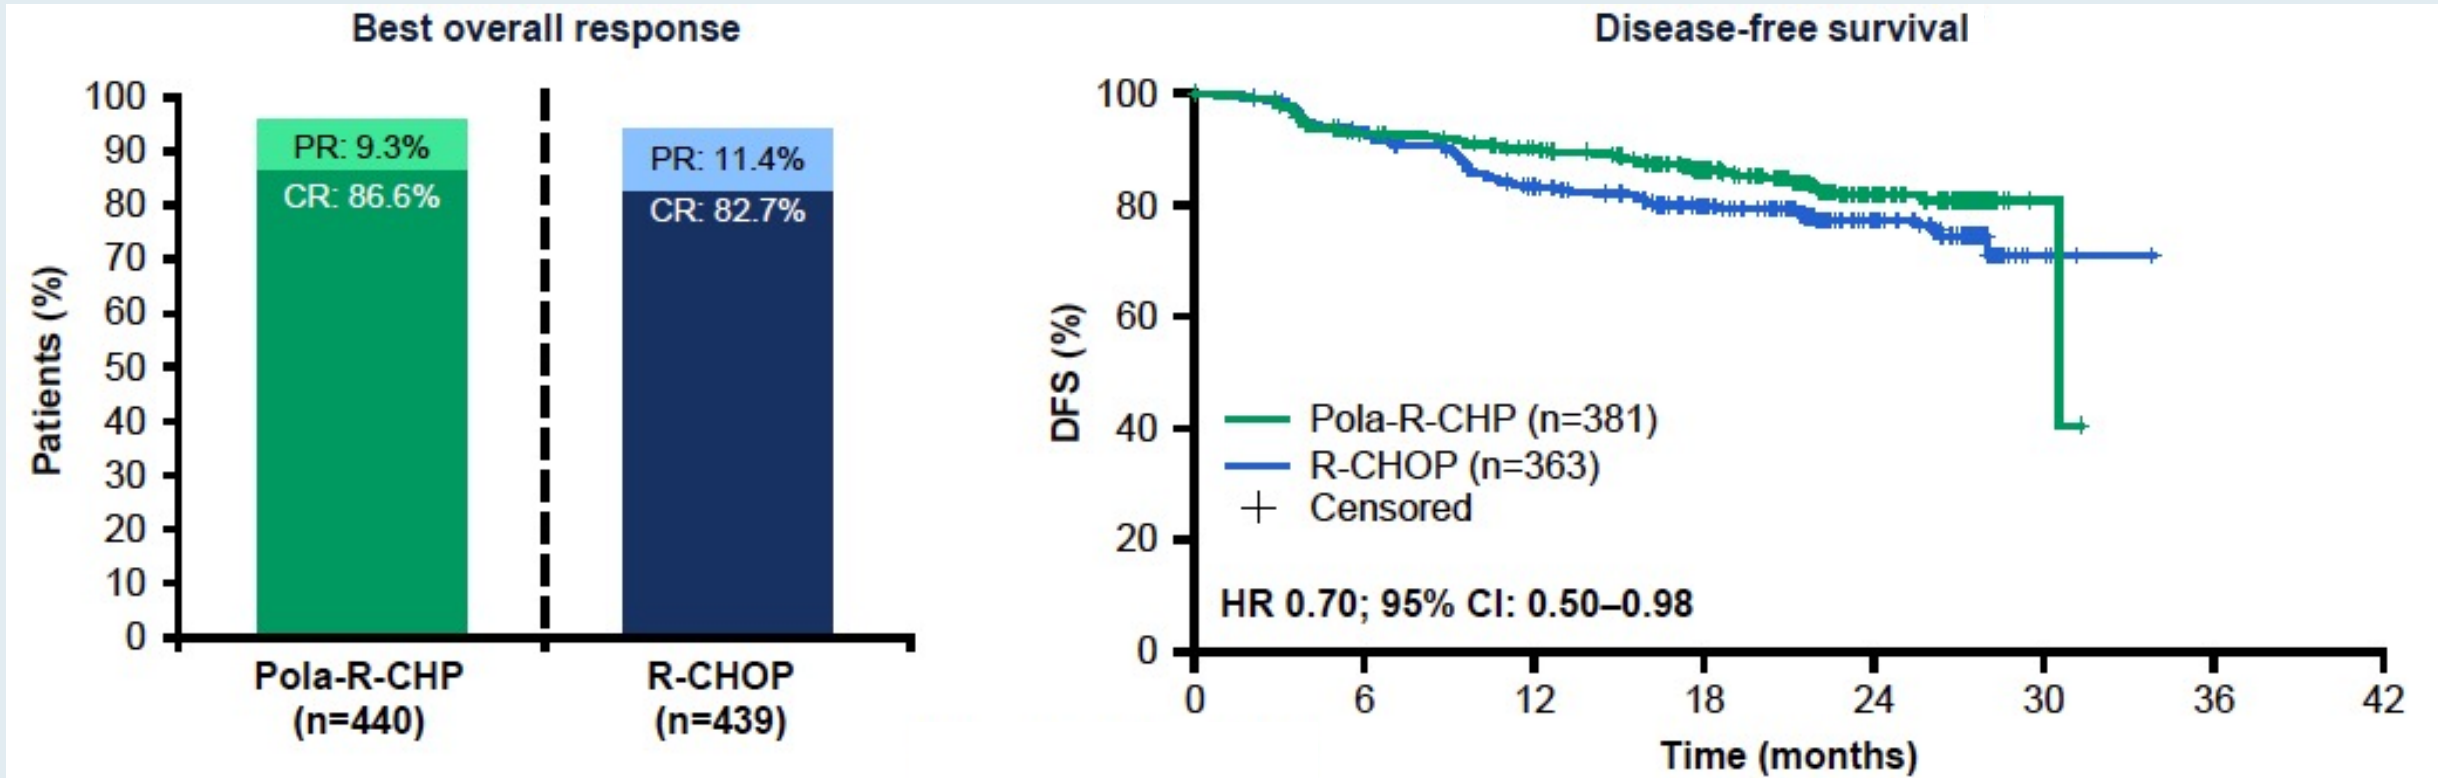 Best overall response
Patients (%)
100
90
80
70
60
50
40
30
20
10
0
PR: 9.3%
CR: 86.6%
PR: 11.4%
CR: 82.7%
Pola-R-CHP
(n=440)
R-CHOP
(n=439)
Disease-free survival
DFS (%)
100
80
60
40
20
0
Pola-R-CHP (n=381)
R-CHOP (n=363)
Censored
HR 0.70; 95% CI: 0.50–0.98
0 6 12 18 24 30 36 42
Time (months)